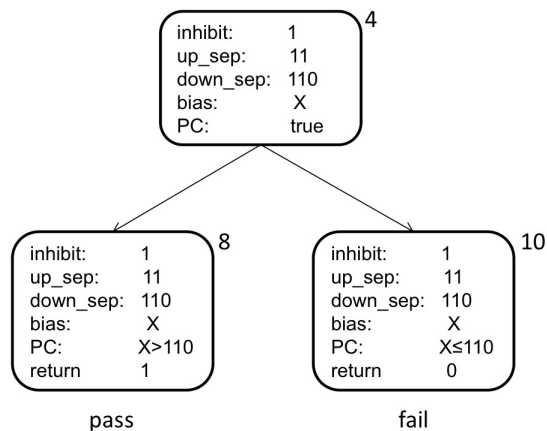 4
inhibit: 1
up_sep: 11
down_sep: 110
bias: X
PC: true
8
inhibit: 1
up_sep: 11
down_sep: 110
bias: X
PC: X>110
return 1
pass
10
inhibit: 1
up_sep: 11
down_sep: 110
bias: X
PC: X≤110
return 0
fail